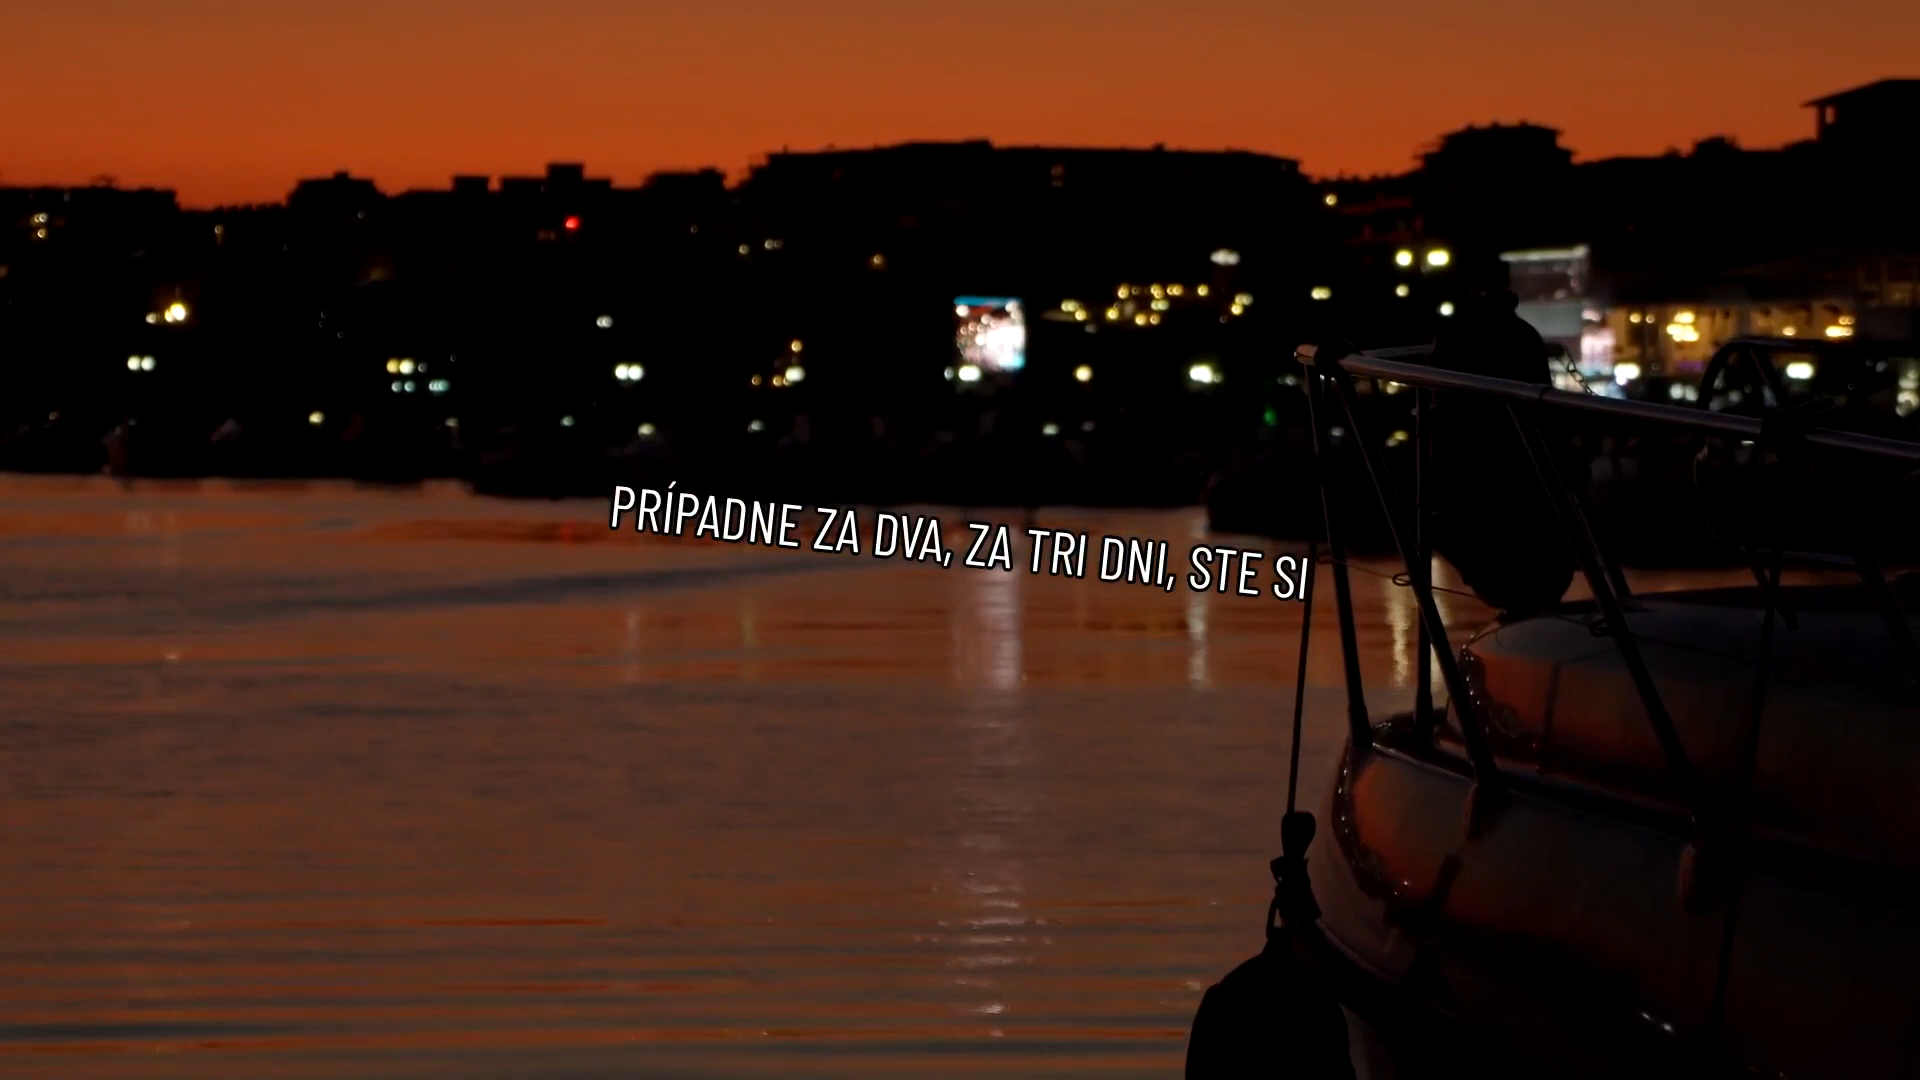 PRÍPADNE ZA DVA, ZA TRI DNI, STE SI